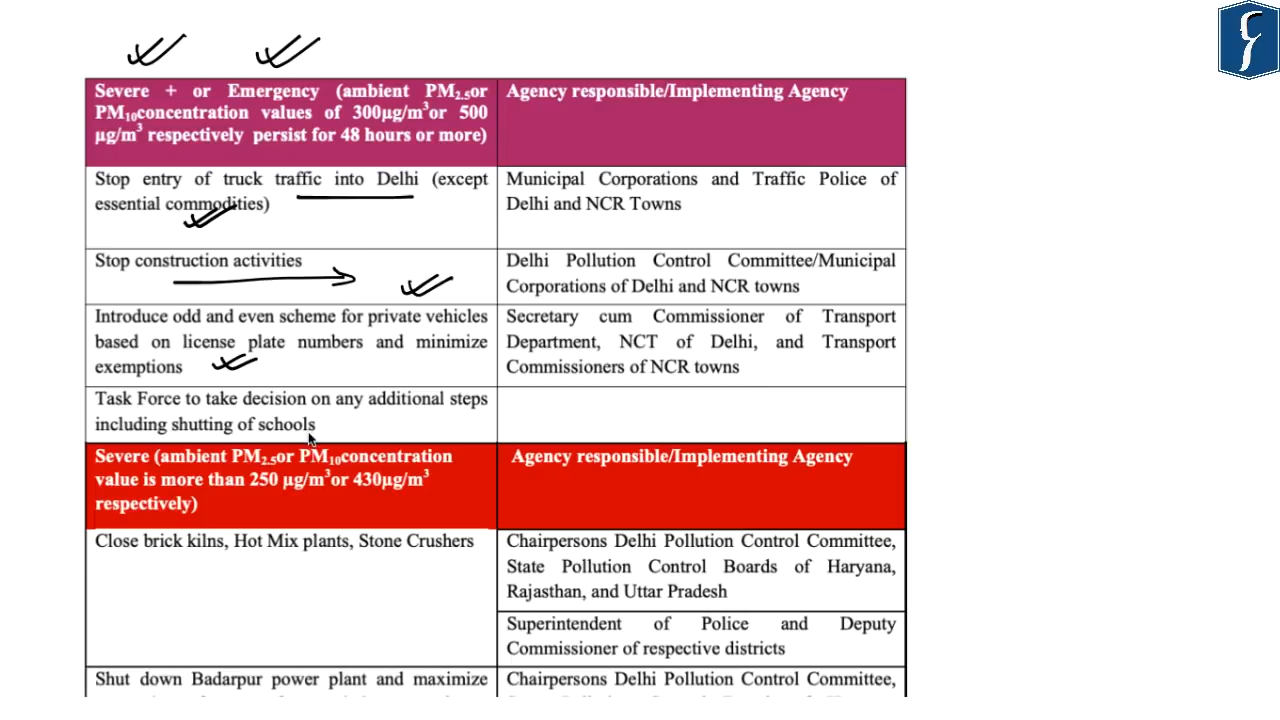 Severe + or Emergency (ambient PM2.5or
PM10concentration values of 300µg/m³or 500
µg/m³ respectively persist for 48 hours or more)
Agency responsible/Implementing Agency
Stop entry of truck traffic into Delhi (except
essential commodities)
Municipal Corporations and Traffic Police of
Delhi and NCR Towns
Stop construction activities
Delhi Pollution Control Committee/Municipal
Corporations of Delhi and NCR towns
Introduce odd and even scheme for private vehicles
based on license plate numbers and minimize
exemptions
Secretary cum Commissioner of Transport
Department, NCT of Delhi, and Transport
Commissioners of NCR towns
Task Force to take decision on any additional steps
including shutting of schools
Severe (ambient PM2.5or PM10concentration
value is more than 250 µg/m³or 430µg/m³
respectively)
Agency responsible/Implementing Agency
Close brick kilns, Hot Mix plants, Stone Crushers
Chairpersons Delhi Pollution Control Committee,
State Pollution Control Boards of Haryana,
Rajasthan, and Uttar Pradesh
Superintendent of Police and Deputy
Commissioner of respective districts
Shut down Badarpur power plant and maximize
Chairpersons Delhi Pollution Control Committee,